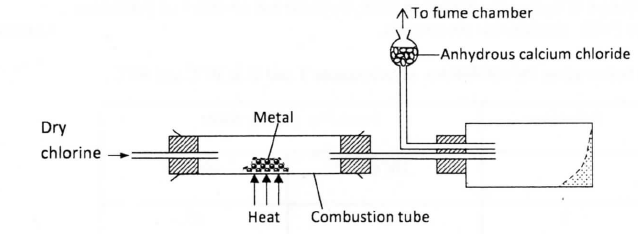 To fume chamber
Anhydrous calcium chloride
Metal
Dry
chlorine
Heat
Combustion tube